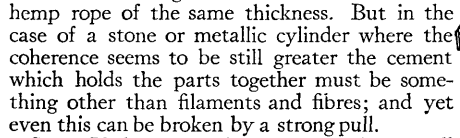 hemp rope of the same thickness. But in the
case of a stone or metallic cylinder where the
coherence seems to be still greater the cement
which holds the parts together must be some-
thing other than filaments and fibres; and yet
even this can be broken by a strong pull.